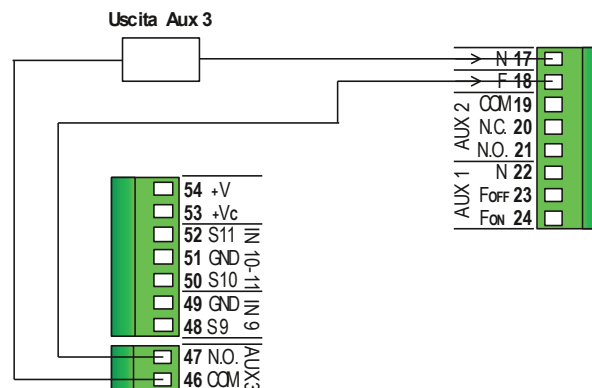 Uscita Aux 3
N 17
F 18
COM 19
N.C. 20
N.O. 21
N 22
FOFF 23
FON 24
AUX 2
AUX 1
54 +V
53 +Vc
52 S11
51 GND
50 S10
49 GND
48 S9
IN 10-11
IN 9
47 N.O.
46 COM
AUX3